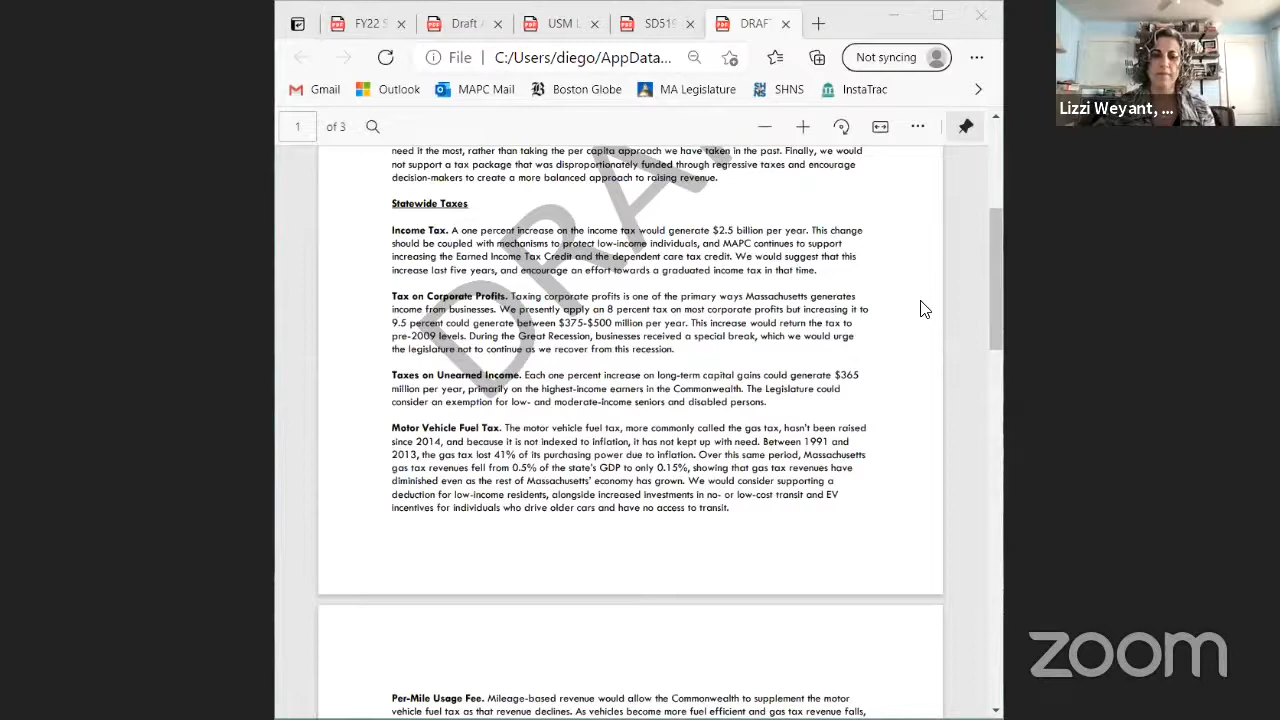 FY22 S
Draft
USM L
SD519
DRAFT
File
C:/Users/diego/AppData...
Not syncing
Gmail
Outlook
MAPC Mail
Boston Globe
MA Legislature
SHNS
InstaTrac
1 of 3
need it the most, rather than taking the per capita approach we have taken in the past. Finally, we would
not support a tax package that was disproportionately funded through regressive taxes and encourage
decision-makers to create a more balanced approach to raising revenue.
Statewide Taxes
Income Tax. A one percent increase on the income tax would generate $2.5 billion per year. This change
should be coupled with mechanisms to protect low-income individuals, and MAPC continues to support
increasing the Earned Income Tax Credit and the dependent care tax credit. We would suggest that this
increase last five years, and encourage an effort towards a graduated income tax in that time.
Tax on Corporate Profits. Taxing corporate profits is one of the primary ways Massachusetts generates
income from businesses. We presently apply an 8 percent tax on most corporate profits but increasing it to
9.5 percent could generate between $375-$500 million per year. This increase would return the tax to
pre-2009 levels. During the Great Recession, businesses received a special break, which we would urge
the legislature not to continue as we recover from this recession.
Taxes on Unearned Income. Each one percent increase on long-term capital gains could generate $365
million per year, primarily on the highest-income earners in the Commonwealth. The Legislature could
consider an exemption for low- and moderate-income seniors and disabled persons.
Motor Vehicle Fuel Tax. The motor vehicle fuel tax, more commonly called the gas tax, hasn't been raised
since 2014, and because it is not indexed to inflation, it has not kept up with need. Between 1991 and
2013, the gas tax lost 41% of its purchasing power due to inflation. Over this same period, Massachusetts
gas tax revenues fell from 0.5% of the state's GDP to only 0.15%, showing that gas tax revenues have
diminished even as the rest of Massachusetts' economy has grown. We would consider supporting a
deduction for low-income residents, alongside increased investments in no- or low-cost transit and EV
incentives for individuals who drive older cars and have no access to transit.
Per-Mile Usage Fee. Mileage-based revenue would allow the Commonwealth to supplement the motor
vehicle fuel tax as that revenue declines. As vehicles become more fuel efficient and gas tax revenue falls,
DRA
Lizzi Weyant, ...
zoom